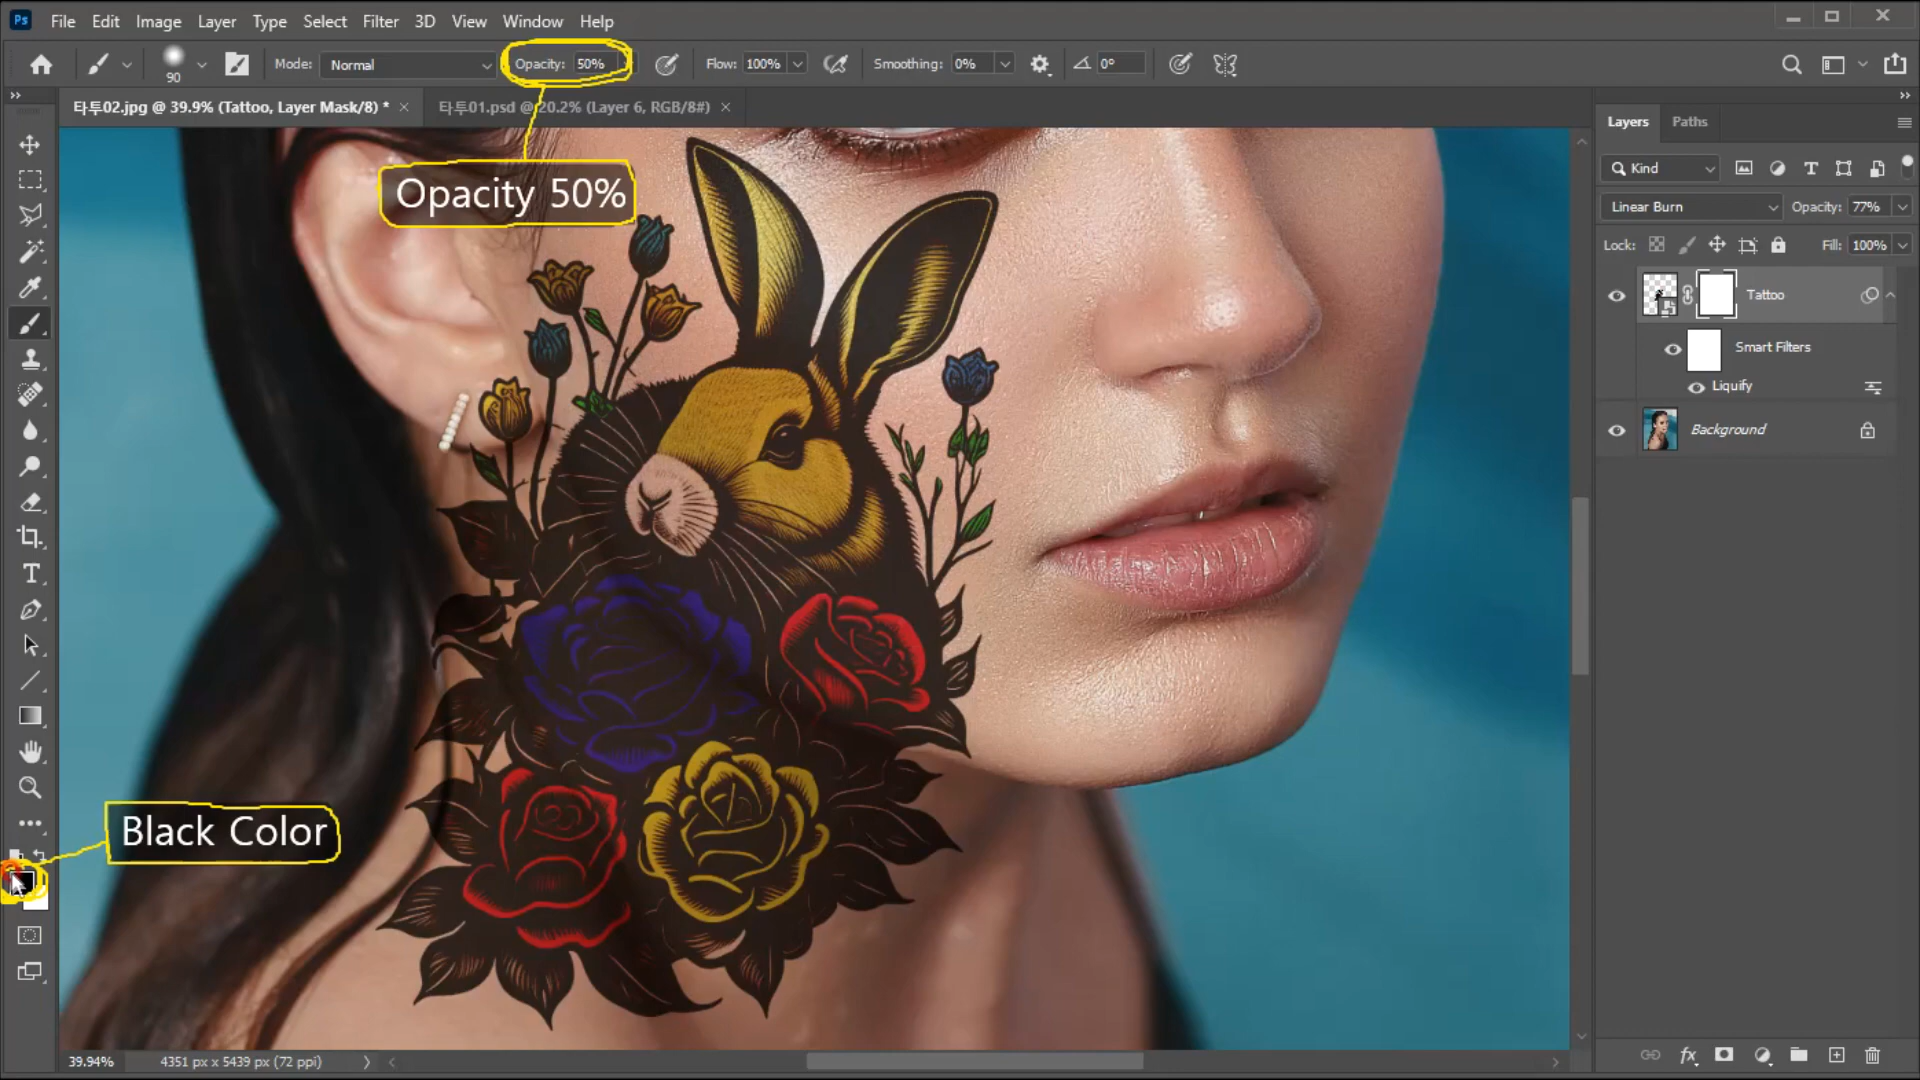 Ps File Edit Image Layer Type Select Filter 3D View Window Help
90 Mode: Normal Opacity: 50% Flow: 100% Smoothing: 0% 0°
타투02.jpg @ 39.9% (Tattoo, Layer Mask/8) * × 타투01.psd @ 20.2% (Layer 6, RGB/8#) ×
Opacity 50%
Black Color
39.94% 4351 px x 5439 px (72 ppi)
Layers Paths
Kind
Linear Burn Opacity: 77%
Lock: Fill: 100%
Tattoo
Smart Filters
Liquify
Background
fx